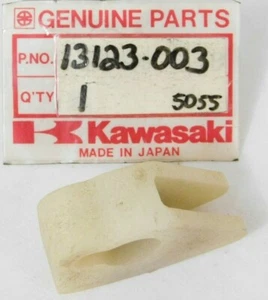 GENUINE PARTS
P.NO. 13123-003
Q'TY 1 5055
Kawasaki
MADE IN JAPAN